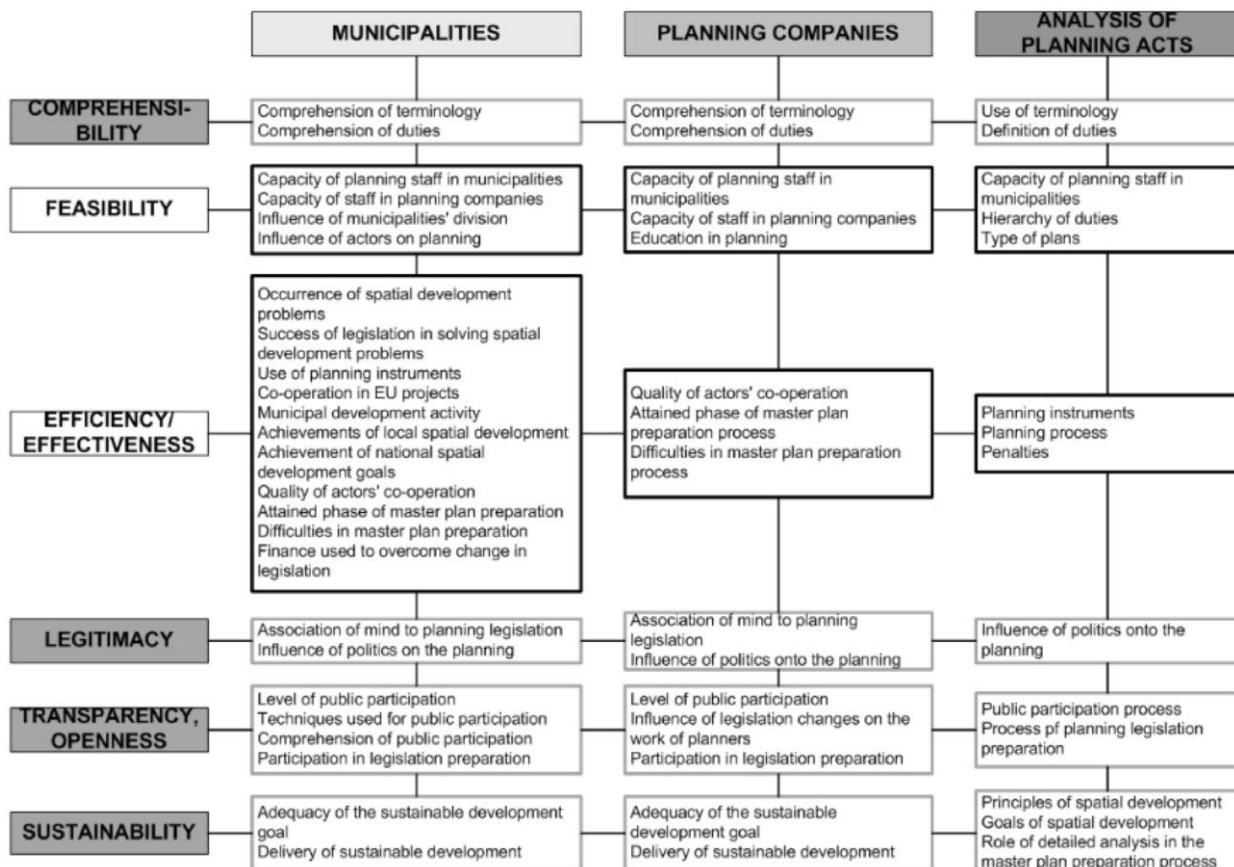 MUNICIPALITIES
PLANNING COMPANIES
ANALYSIS OF
PLANNING ACTS
COMPREHENSI-
BILITY
Comprehension of terminology
Comprehension of duties
Comprehension of terminology
Comprehension of duties
Use of terminology
Definition of duties
FEASIBILITY
Capacity of planning staff in municipalities
Capacity of staff in planning companies
Influence of municipalities' division
Influence of actors on planning
Capacity of planning staff in
municipalities
Capacity of staff in planning companies
Education in planning
Capacity of planning staff in
municipalities
Hierarchy of duties
Type of plans
EFFICIENCY/
EFFECTIVENESS
Occurrence of spatial development
problems
Success of legislation in solving spatial
development problems
Use of planning instruments
Co-operation in EU projects
Municipal development activity
Achievements of local spatial development
Achievement of national spatial
development goals
Quality of actors' co-operation
Attained phase of master plan preparation
Difficulties in master plan preparation
Finance used to overcome change in
legislation
Quality of actors' co-operation
Attained phase of master plan
preparation process
Difficulties in master plan preparation
process
Planning instruments
Planning process
Penalties
LEGITIMACY
Association of mind to planning legislation
Influence of politics on the planning
Association of mind to planning
legislation
Influence of politics onto the planning
Influence of politics onto the
planning
TRANSPARENCY,
OPENNESS
Level of public participation
Techniques used for public participation
Comprehension of public participation
Participation in legislation preparation
Level of public participation
Influence of legislation changes on the
work of planners
Participation in legislation preparation
Public participation process
Process pf planning legislation
preparation
SUSTAINABILITY
Adequacy of the sustainable development
goal
Delivery of sustainable development
Adequacy of the sustainable
development goal
Delivery of sustainable development
Principles of spatial development
Goals of spatial development
Role of detailed analysis in the
master plan preparation process